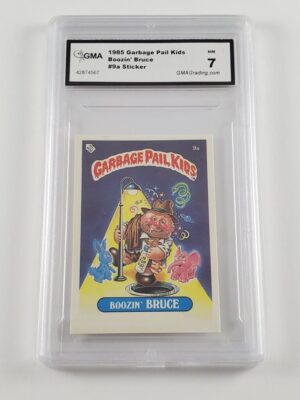 GMA
1985 Garbage Pail Kids
Boozin' Bruce
#9a Sticker
42874567
NM
7
GMAGrading.com
9a
GARBAGE PAIL KIDS
BOOZIN' BRUCE